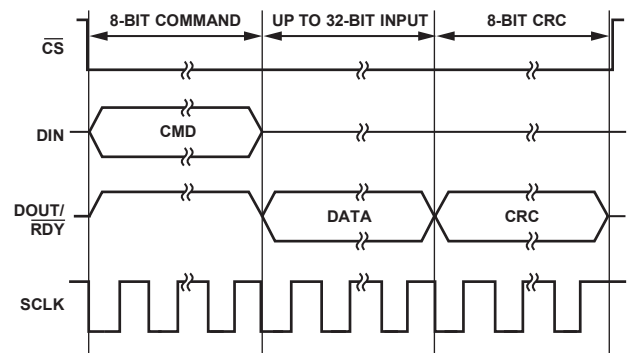 8-BIT COMMAND UP TO 32-BIT INPUT 8-BIT CRC
CS
DIN CMD
DOUT/
RDY DATA CRC
SCLK